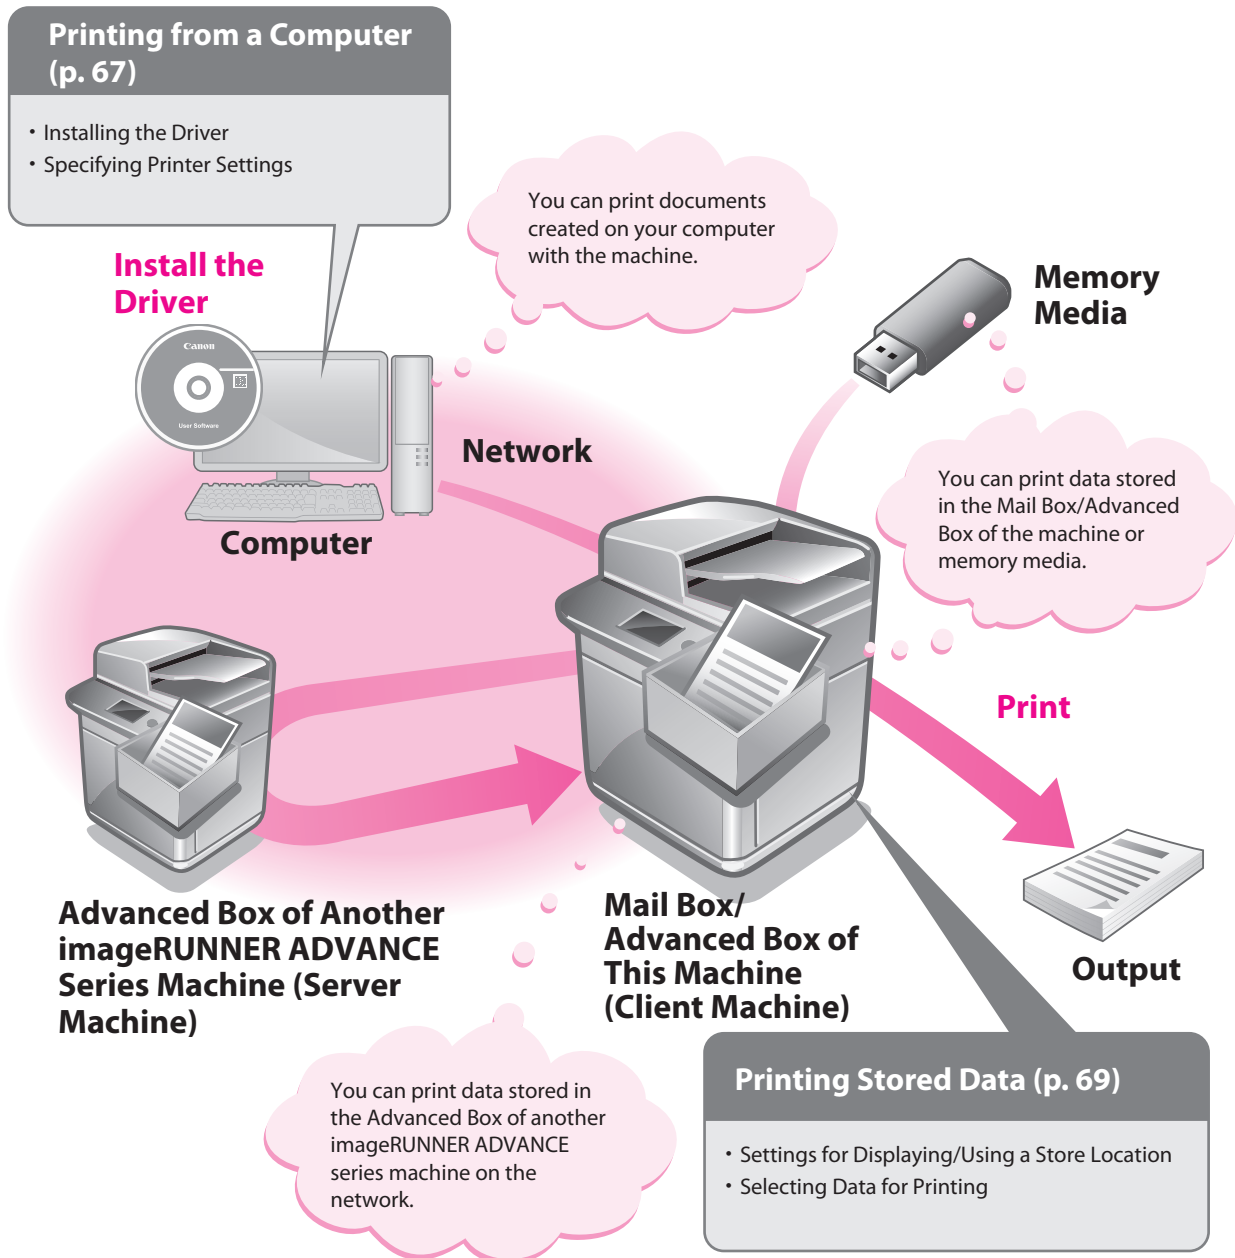 Printing from a Computer
(p. 67)
• Installing the Driver
• Specifying Printer Settings
You can print documents
created on your computer
with the machine.
Install the
Driver
Canon
User Software
Memory
Media
Network
Computer
You can print data stored
in the Mail Box/Advanced
Box of the machine or
memory media.
Print
Advanced Box of Another
imageRUNNER ADVANCE
Series Machine (Server
Machine)
Mail Box/
Advanced Box of
This Machine
(Client Machine)
Output
You can print data stored in
the Advanced Box of another
imageRUNNER ADVANCE
series machine on the
network.
Printing Stored Data (p. 69)
• Settings for Displaying/Using a Store Location
• Selecting Data for Printing